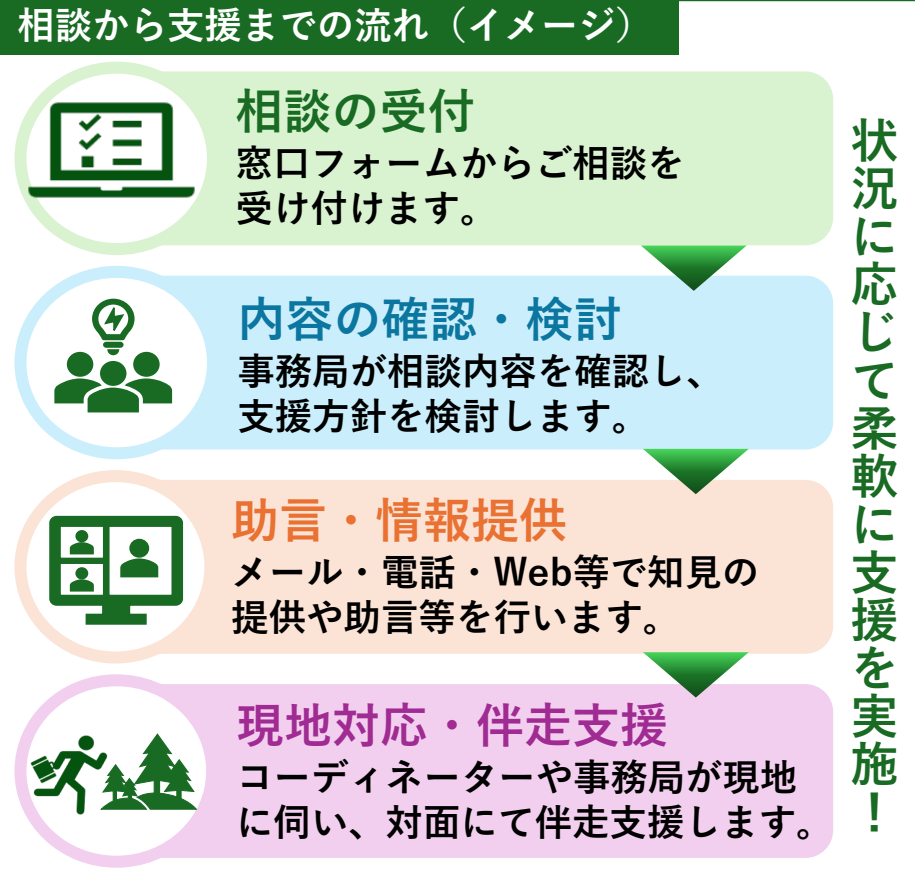 相談から支援までの流れ（イメージ）
相談の受付
窓口フォームからご相談を
受け付けます。
内容の確認・検討
事務局が相談内容を確認し、
支援方針を検討します。
助言・情報提供
メール・電話・Web等で知見の
提供や助言等を行います。
現地対応・伴走支援
コーディネーターや事務局が現地
に伺い、対面にて伴走支援します。
状況に応じて柔軟に支援を実施！